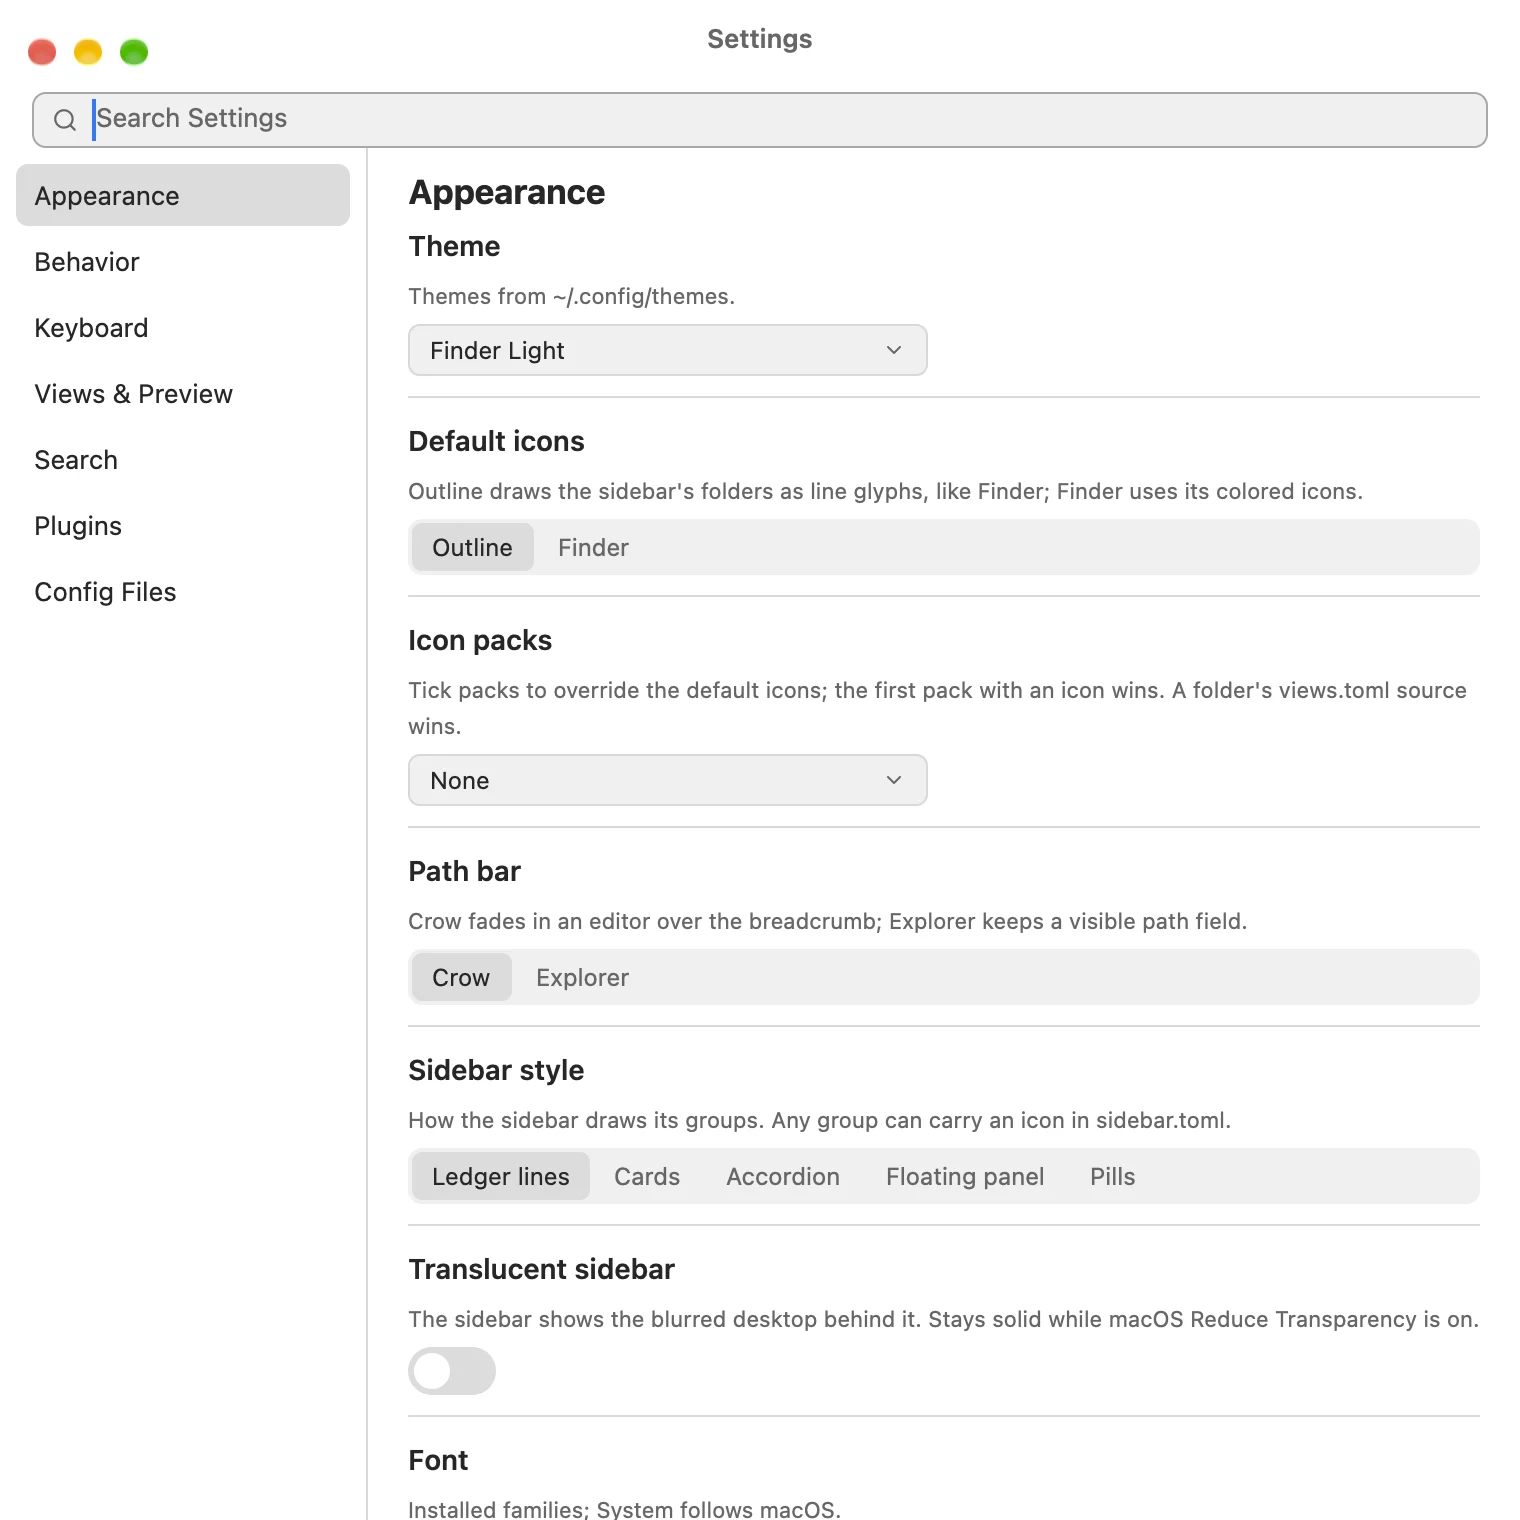 Settings
Search Settings
Appearance
Behavior
Keyboard
Views & Preview
Search
Plugins
Config Files
Appearance
Theme
Themes from ~/.config/themes.
Finder Light
Default icons
Outline draws the sidebar's folders as line glyphs, like Finder; Finder uses its colored icons.
Outline Finder
Icon packs
Tick packs to override the default icons; the first pack with an icon wins. A folder's views.toml source
wins.
None
Path bar
Crow fades in an editor over the breadcrumb; Explorer keeps a visible path field.
Crow Explorer
Sidebar style
How the sidebar draws its groups. Any group can carry an icon in sidebar.toml.
Ledger lines Cards Accordion Floating panel Pills
Translucent sidebar
The sidebar shows the blurred desktop behind it. Stays solid while macOS Reduce Transparency is on.
Font
Installed families; System follows macOS.